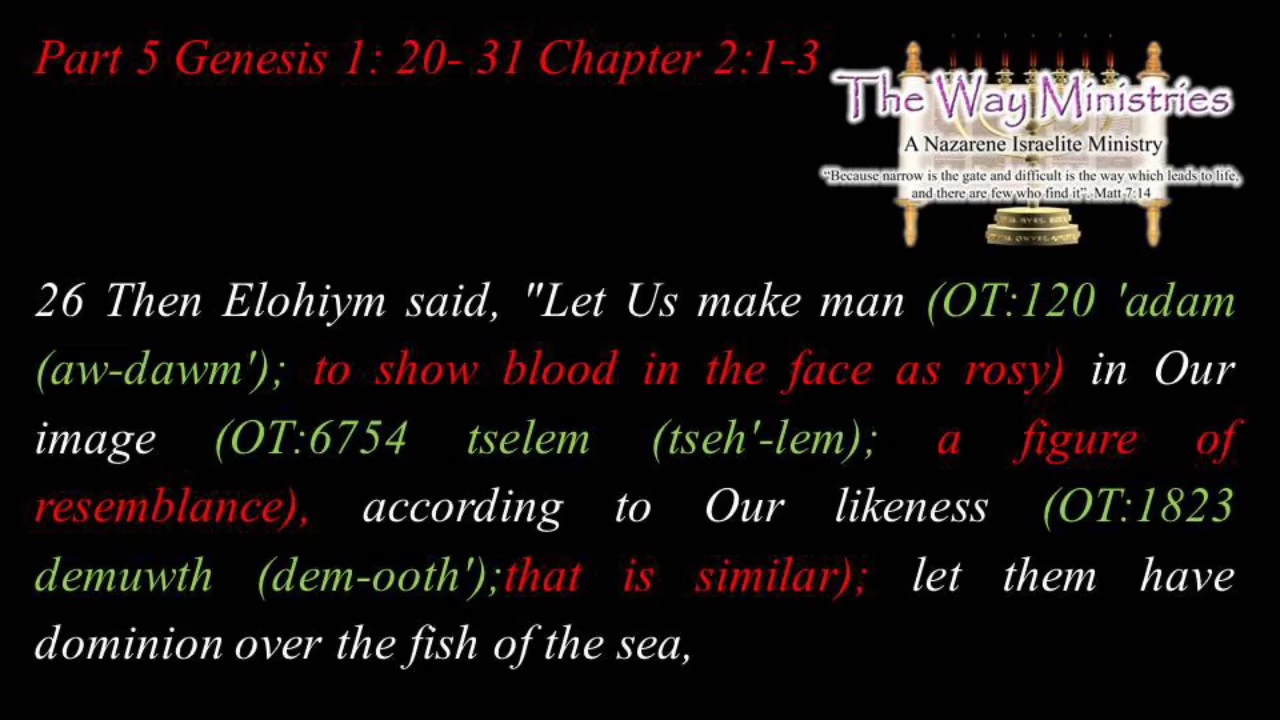 Part 5 Genesis 1: 20- 31 Chapter 2:1-3
The Way Ministries
A Nazarene Israelite Ministry
"Because narrow is the gate and difficult is the way which leads to life,
and there are few who find it". Matt 7:14
26 Then Elohiym said, "Let Us make man (OT:120 'adam
(aw-dawm'); to show blood in the face as rosy) in Our
image (OT:6754 tselem (tseh'-lem); a figure of
resemblance), according to Our likeness (OT:1823
demuwth (dem-ooth');that is similar); let them have
dominion over the fish of the sea,